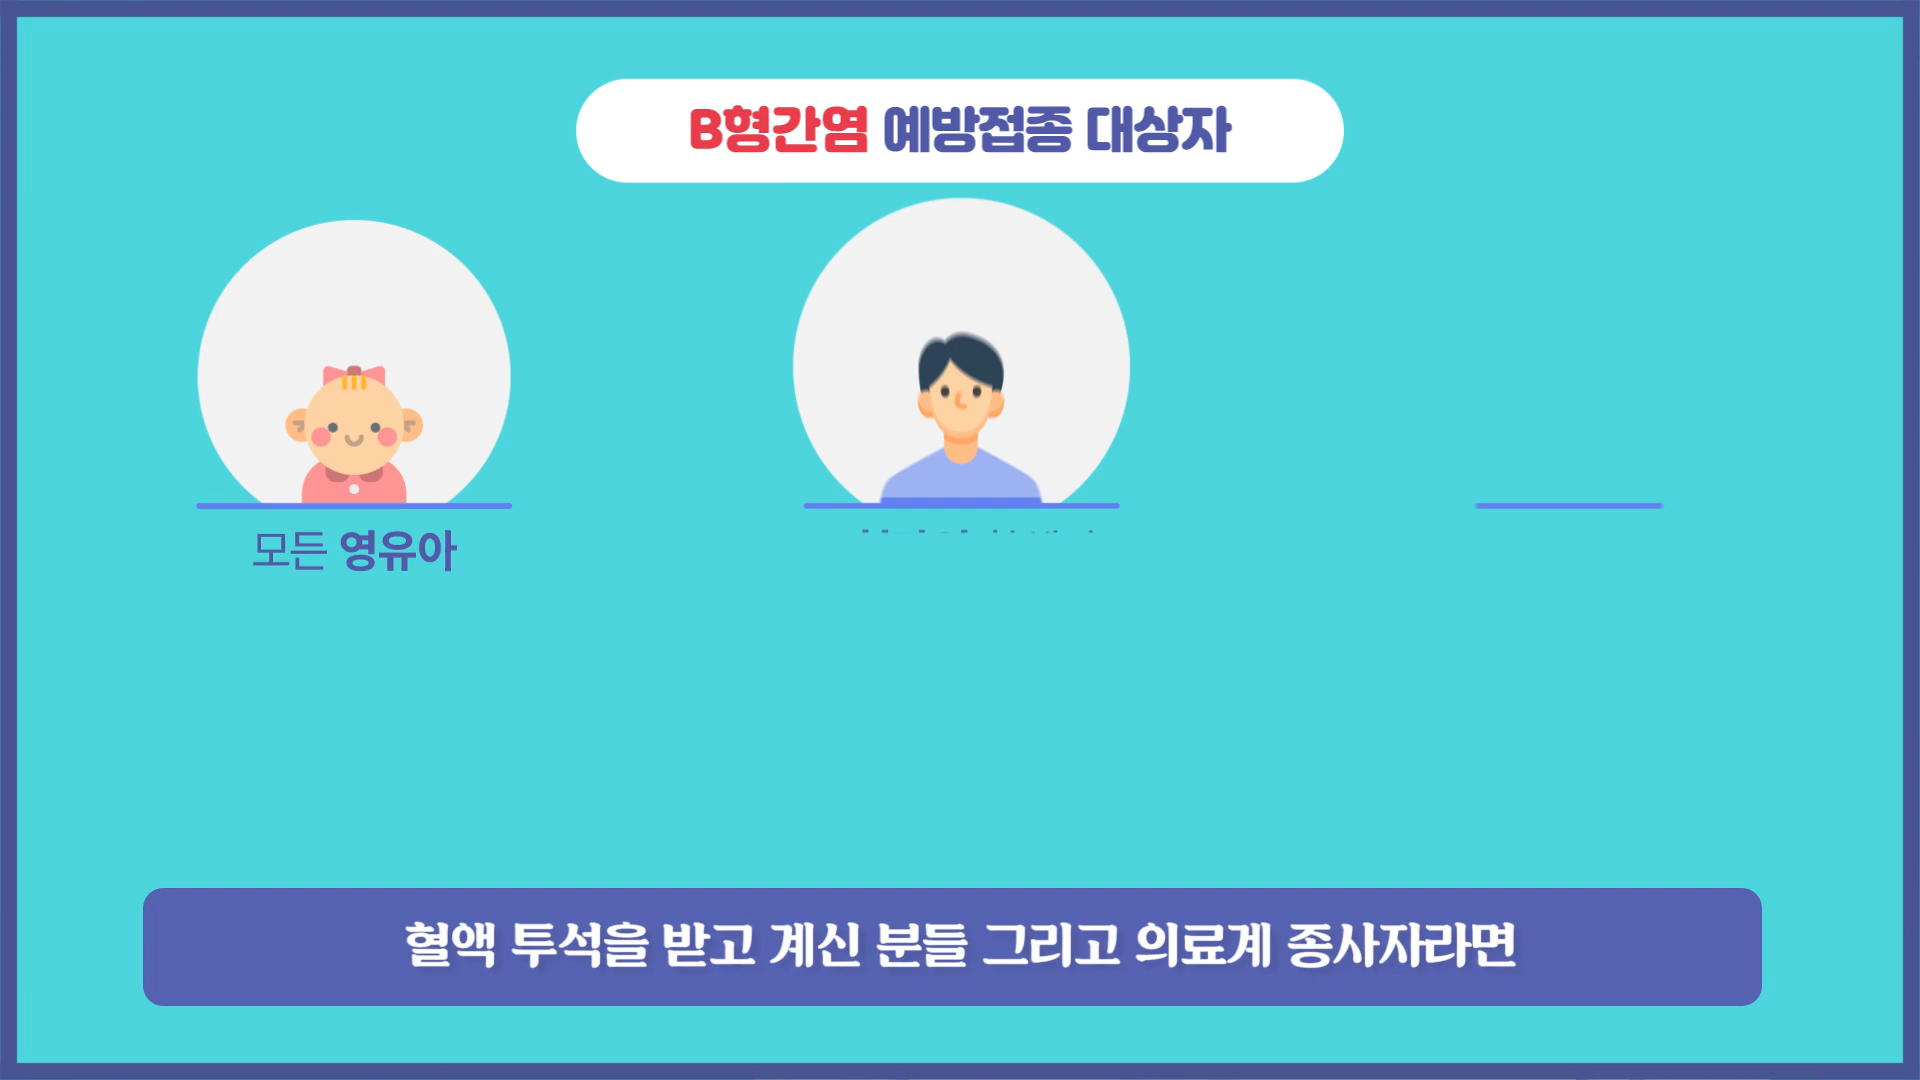 B형간염 예방접종 대상자
모든 영유아
혈액 투석을 받고 계신 분들 그리고 의료계 종사자라면